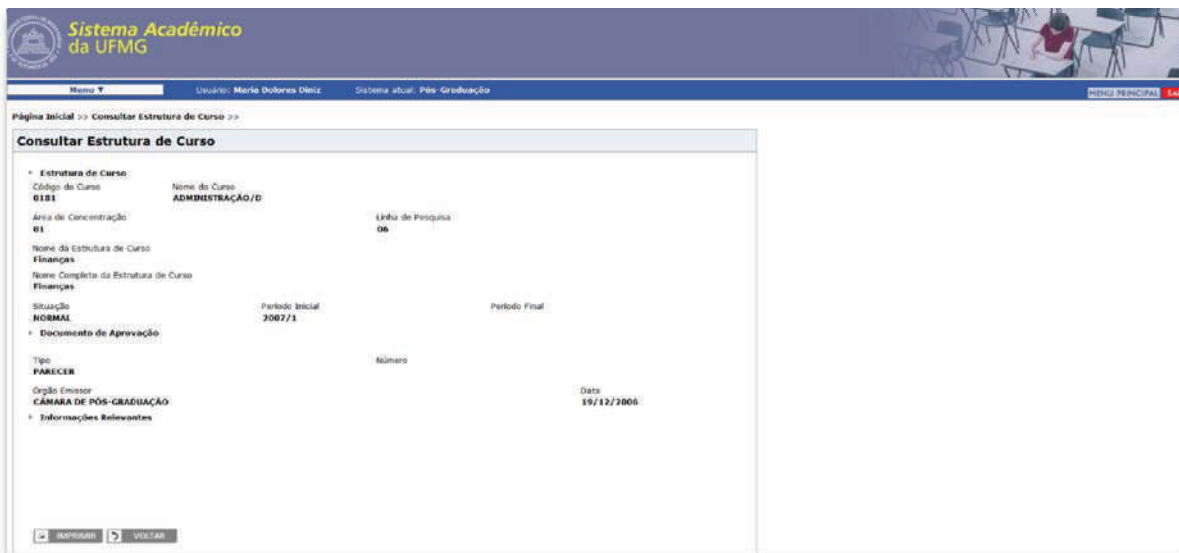 Sistema Acadêmico
da UFMG
Menu ▼ Usuário: Maria Dolores Diniz Sistema atual: Pós-Graduação MENU PRINCIPAL
Página Inicial >> Consultar Estrutura de Curso >>
Consultar Estrutura de Curso
Estrutura de Curso
Código do Curso Nome do Curso
0181 ADMINISTRAÇÃO/D
Área de Concentração Linha de Pesquisa
01 06
Nome da Estrutura de Curso
Finanças
Nome Completo da Estrutura de Curso
Finanças
Situação Período Inicial Período Final
NORMAL 2007/1
Documento de Aprovação
Tipo Número
PARECER
Órgão Emissor Data
CÂMARA DE PÓS-GRADUAÇÃO 19/12/2006
Informações Relevantes
IMPRIMIR VOLTAR